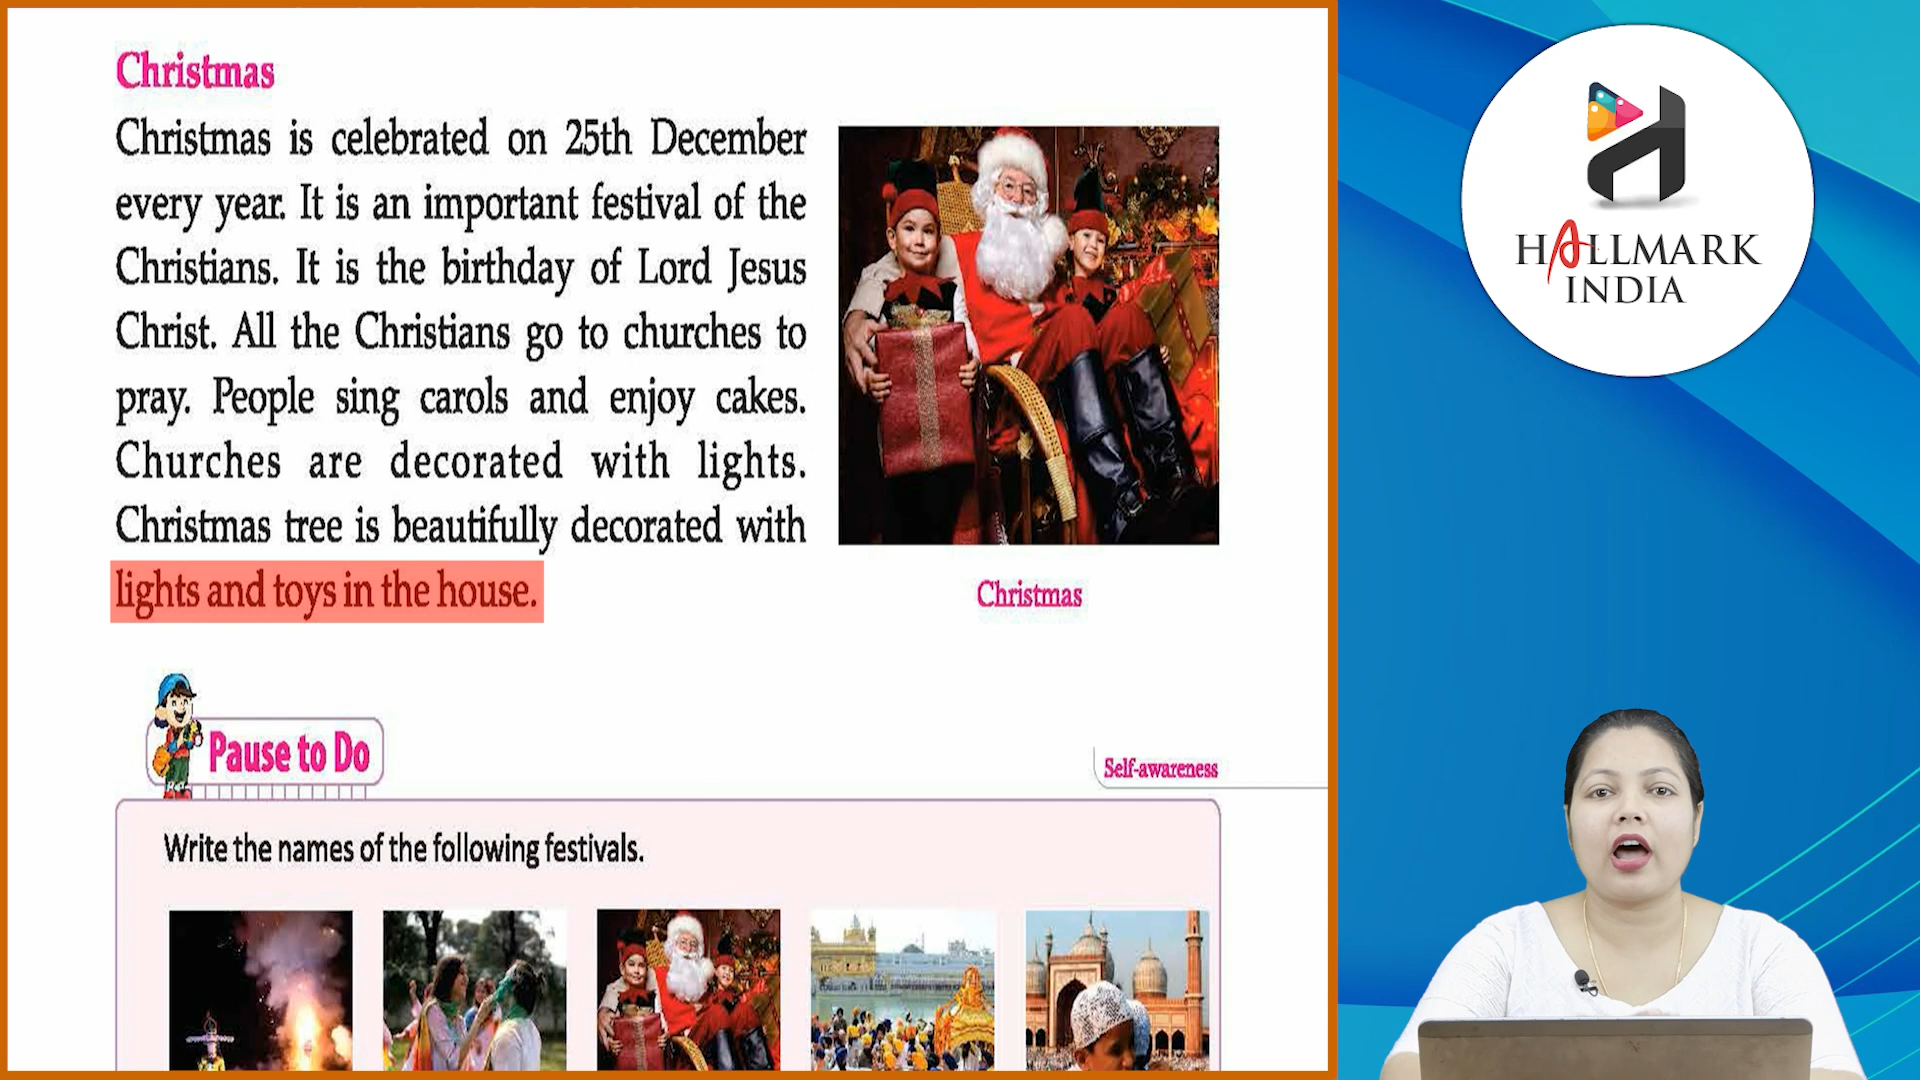 Christmas
Christmas is celebrated on 25th December
every year. It is an important festival of the
Christians. It is the birthday of Lord Jesus
Christ. All the Christians go to churches to
pray. People sing carols and enjoy cakes.
Churches are decorated with lights.
Christmas tree is beautifully decorated with
lights and toys in the house.
Christmas
Pause to Do
Self-awareness
Write the names of the following festivals.
HALLMARK
INDIA